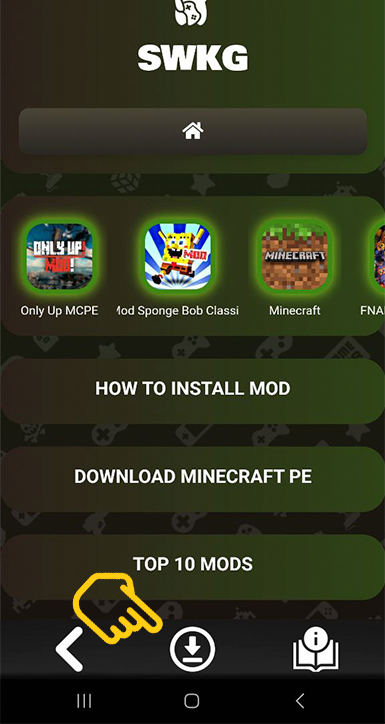 SWKG
ONLY UP!
MOD!
MOD
MINECRAFT
Only Up MCPE
Mod Sponge Bob Classi
Minecraft
FNA
HOW TO INSTALL MOD
DOWNLOAD MINECRAFT PE
TOP 10 MODS